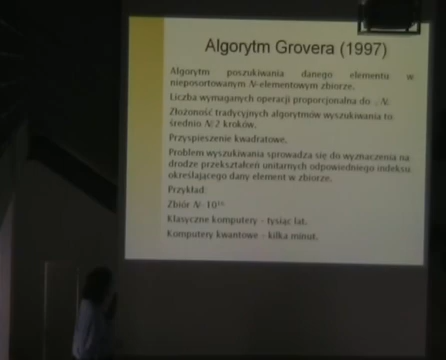 Algorytm Grovera (1997)
Algorytm poszukiwania danego elementu w
nieposortowanym N-elementowym zbiorze.
Liczba wymaganych operacji proporcjonalna do N.
Złożoność tradycyjnych algorytmów wyszukiwania to
średnio N/2 kroków.
Przyspieszenie kwadratowe.
Problem wyszukiwania sprowadza się do wyznaczenia na
drodze przekształceń unitarnych odpowiedniego indeksu
określającego dany element w zbiorze.
Przykład:
Zbiór N~10
Klasyczne komputery - tysiąc lat.
Komputery kwantowe - kilka minut.